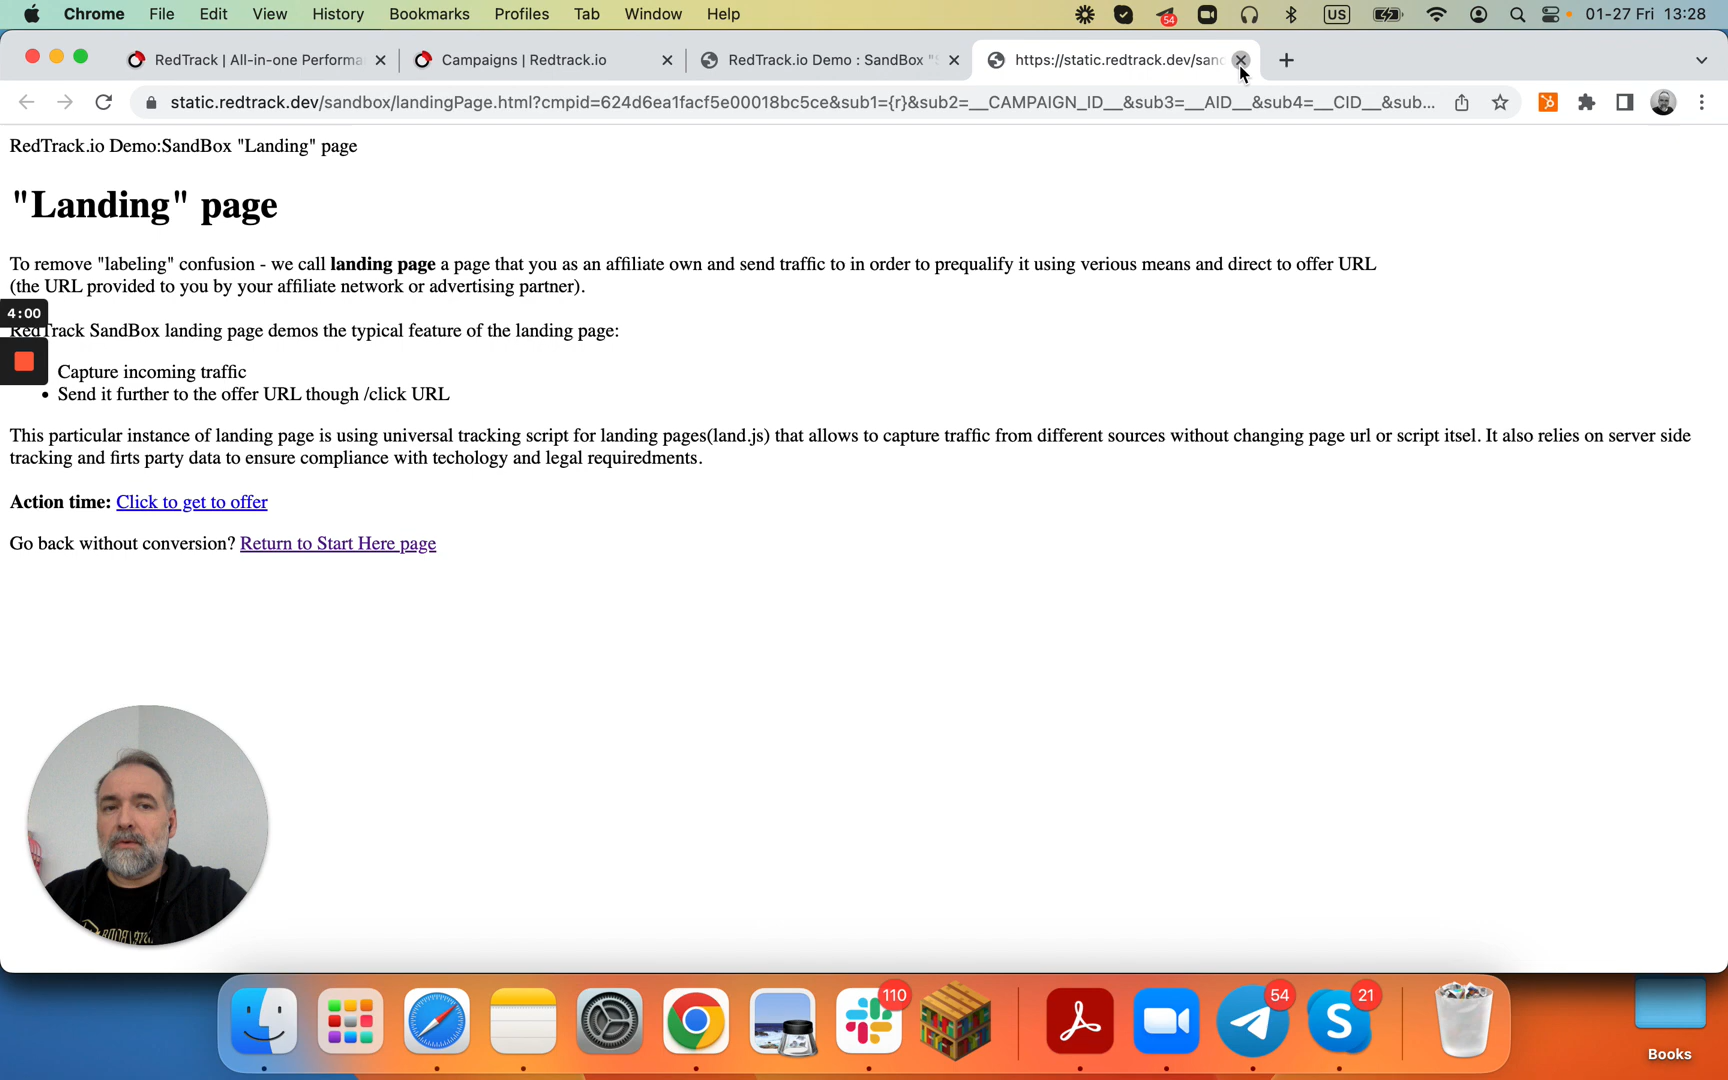 Chrome File Edit View History Bookmarks Profiles Tab Window Help 54 US 01-27 Fri 13:28
RedTrack | All-in-one Performa
Campaigns | Redtrack.io
RedTrack.io Demo : SandBox "S
https://static.redtrack.dev/sand
static.redtrack.dev/sandbox/landingPage.html?cmpid=624d6ea1facf5e00018bc5ce&sub1={r}&sub2=__CAMPAIGN_ID__&sub3=__AID__&sub4=__CID__&sub...
RedTrack.io Demo:SandBox "Landing" page
"Landing" page
To remove "labeling" confusion - we call landing page a page that you as an affiliate own and send traffic to in order to prequalify it using verious means and direct to offer URL
(the URL provided to you by your affiliate network or advertising partner).
4:00
RedTrack SandBox landing page demos the typical feature of the landing page:
Capture incoming traffic
• Send it further to the offer URL though /click URL
This particular instance of landing page is using universal tracking script for landing pages(land.js) that allows to capture traffic from different sources without changing page url or script itsel. It also relies on server side
tracking and firts party data to ensure compliance with techology and legal requiredments.
Action time: Click to get to offer
Go back without conversion? Return to Start Here page
110
54
21
Books